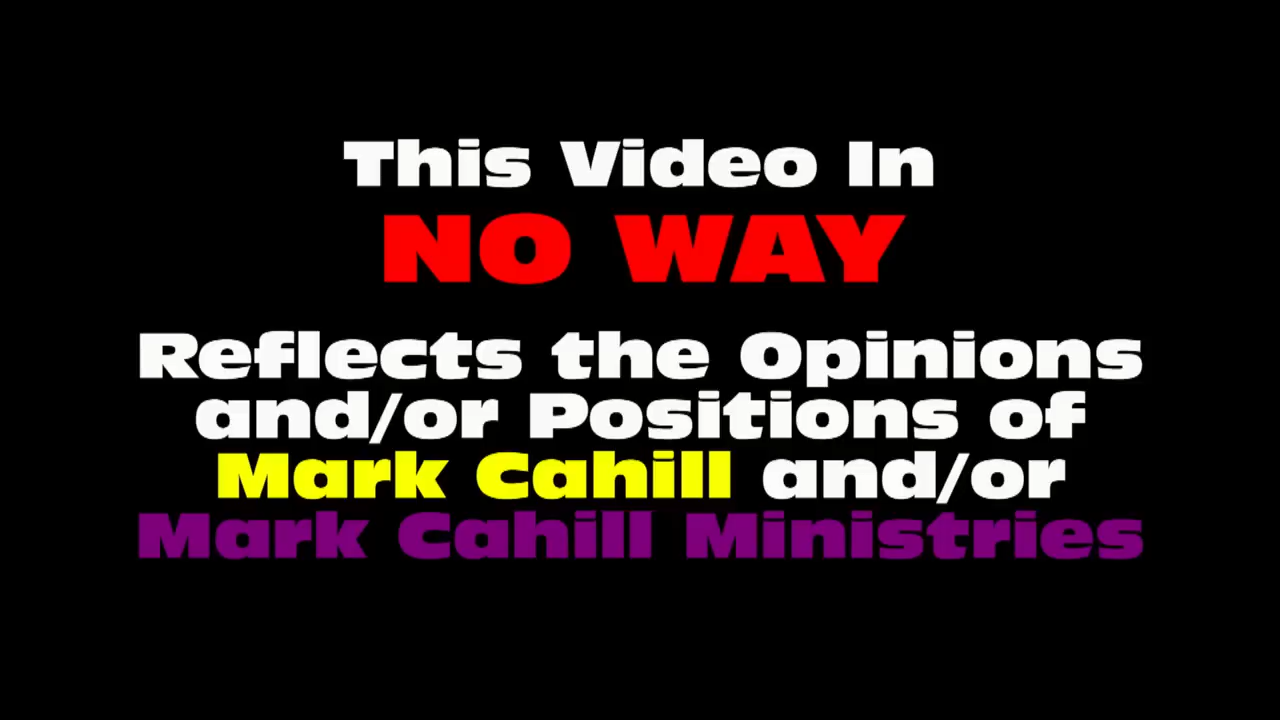 This Video In
NO WAY
Reflects the Opinions
and/or Positions of
Mark Cahill and/or
Mark Cahill Ministries